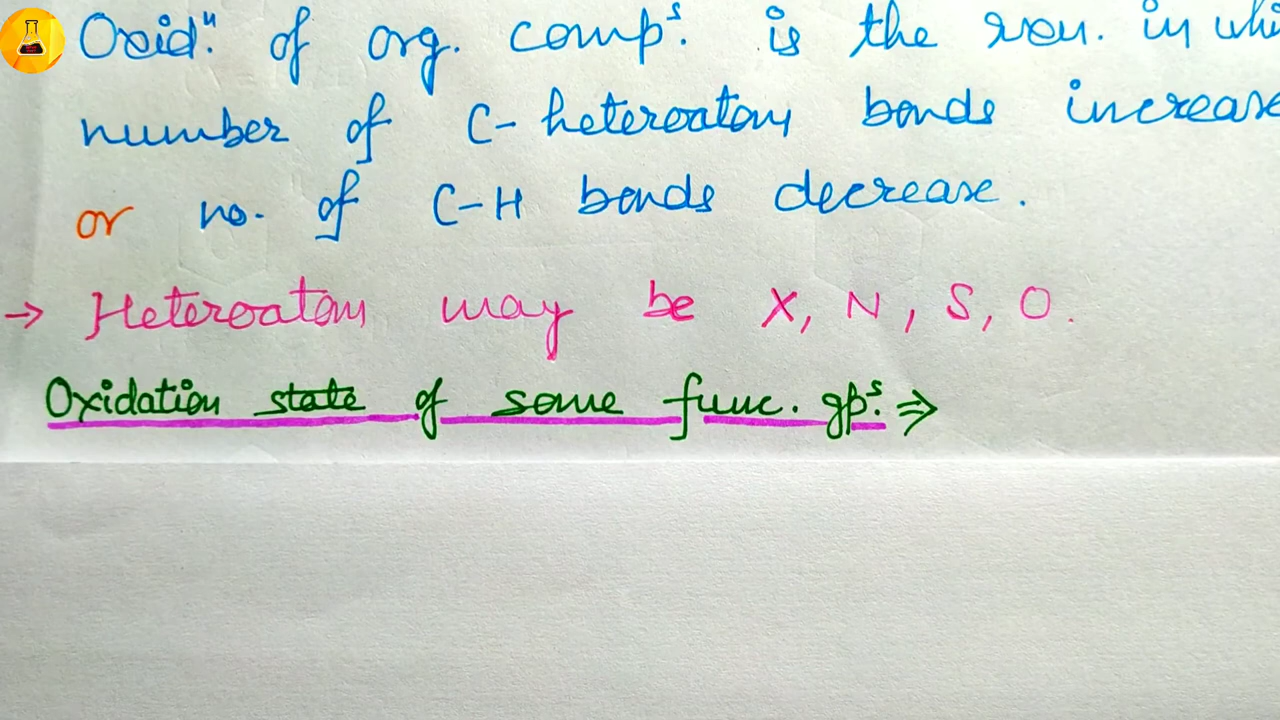 Oxidⁿ. of org. compˢ. is the rxn. in whi
number of C-heteroatom bonds increase
or no. of C-H bonds decrease.
→ Heteroatom may be X, N, S, O.
Oxidation state of some func. gpˢ. ⇒